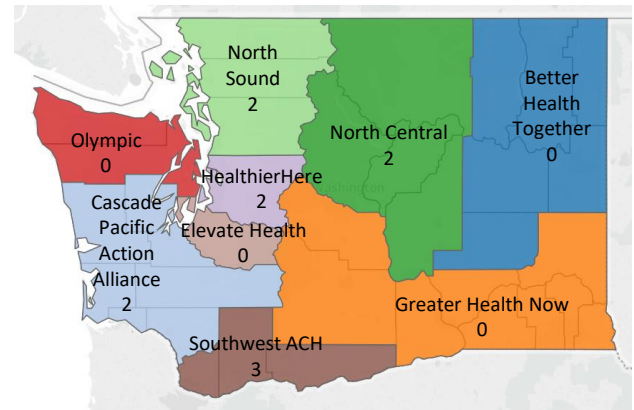 North
Sound
2
Better
Health
Together
0
Olympic
0
North Central
2
HealthierHere
2
Washington
Cascade
Pacific
Action
Alliance
2
Elevate Health
0
Greater Health Now
0
Southwest ACH
3